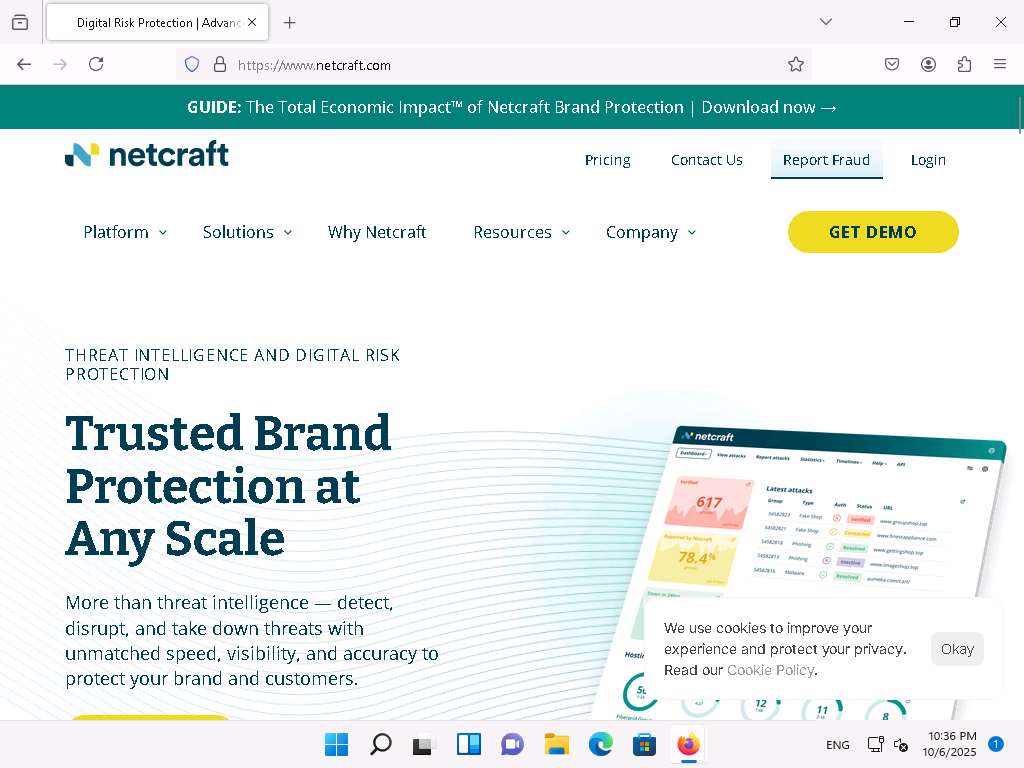 Digital Risk Protection | Advanc
https://www.netcraft.com
GUIDE: The Total Economic Impact™ of Netcraft Brand Protection | Download now →
netcraft
Pricing
Contact Us
Report Fraud
Login
Platform
Solutions
Why Netcraft
Resources
Company
GET DEMO
THREAT INTELLIGENCE AND DIGITAL RISK
PROTECTION
Trusted Brand
Protection at
Any Scale
More than threat intelligence — detect,
disrupt, and take down threats with
unmatched speed, visibility, and accuracy to
protect your brand and customers.
netcraft
Dashboard
View attacks
Report attacks
Statistics
Timelines
Help
API
Verified
617
Reported by Netcraft
78.4%
Latest attacks
Group Type Auth Status URL
54582823 Fake Shop Verified www.groupshop.top
54582821 Fake Shop Contacted www.finestappliance.com
54582818 Phishing Resolved www.gettingshop.top
54582813 Phishing Inactive www.imageshop.top
54582816 Malware Resolved
12
11
8
We use cookies to improve your
experience and protect your privacy.
Read our Cookie Policy.
Okay
ENG
10:36 PM
10/6/2025
1